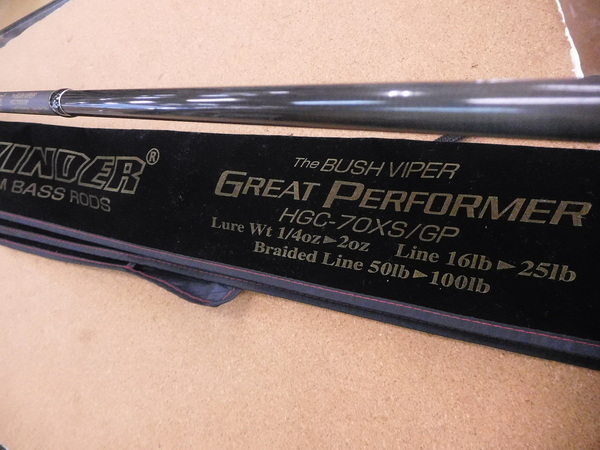 INDER®
M BASS RODS
The BUSH VIPER
GREAT PERFORMER
HGC-70XS/GP
Lure Wt 1/4oz►2oz Line 16lb►25lb
Braided Line 50lb►100lb